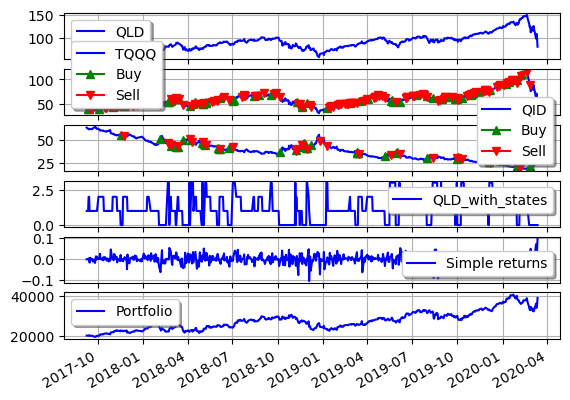 150
100
QLD
TQQQ
Buy
Sell
100
50
QID
Buy
Sell
50
25
2.5
0.0
QLD_with_states
0.1
0.0
-0.1
Simple returns
40000
20000
Portfolio
2017-10
2018-01
2018-04
2018-07
2018-10
2019-01
2019-04
2019-07
2019-10
2020-01
2020-04